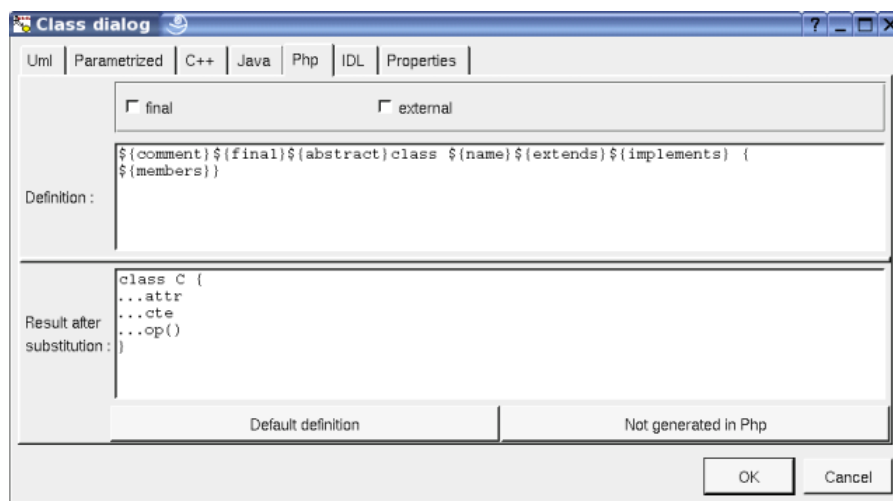 Class dialog
Uml Parametrized C++ Java Php IDL Properties
final external
Definition :
${comment}${final}${abstract}class ${name}${extends}${implements} {
${members}}
Result after
substitution :
class C {
...attr
...cte
...op()
}
Default definition Not generated in Php
OK Cancel